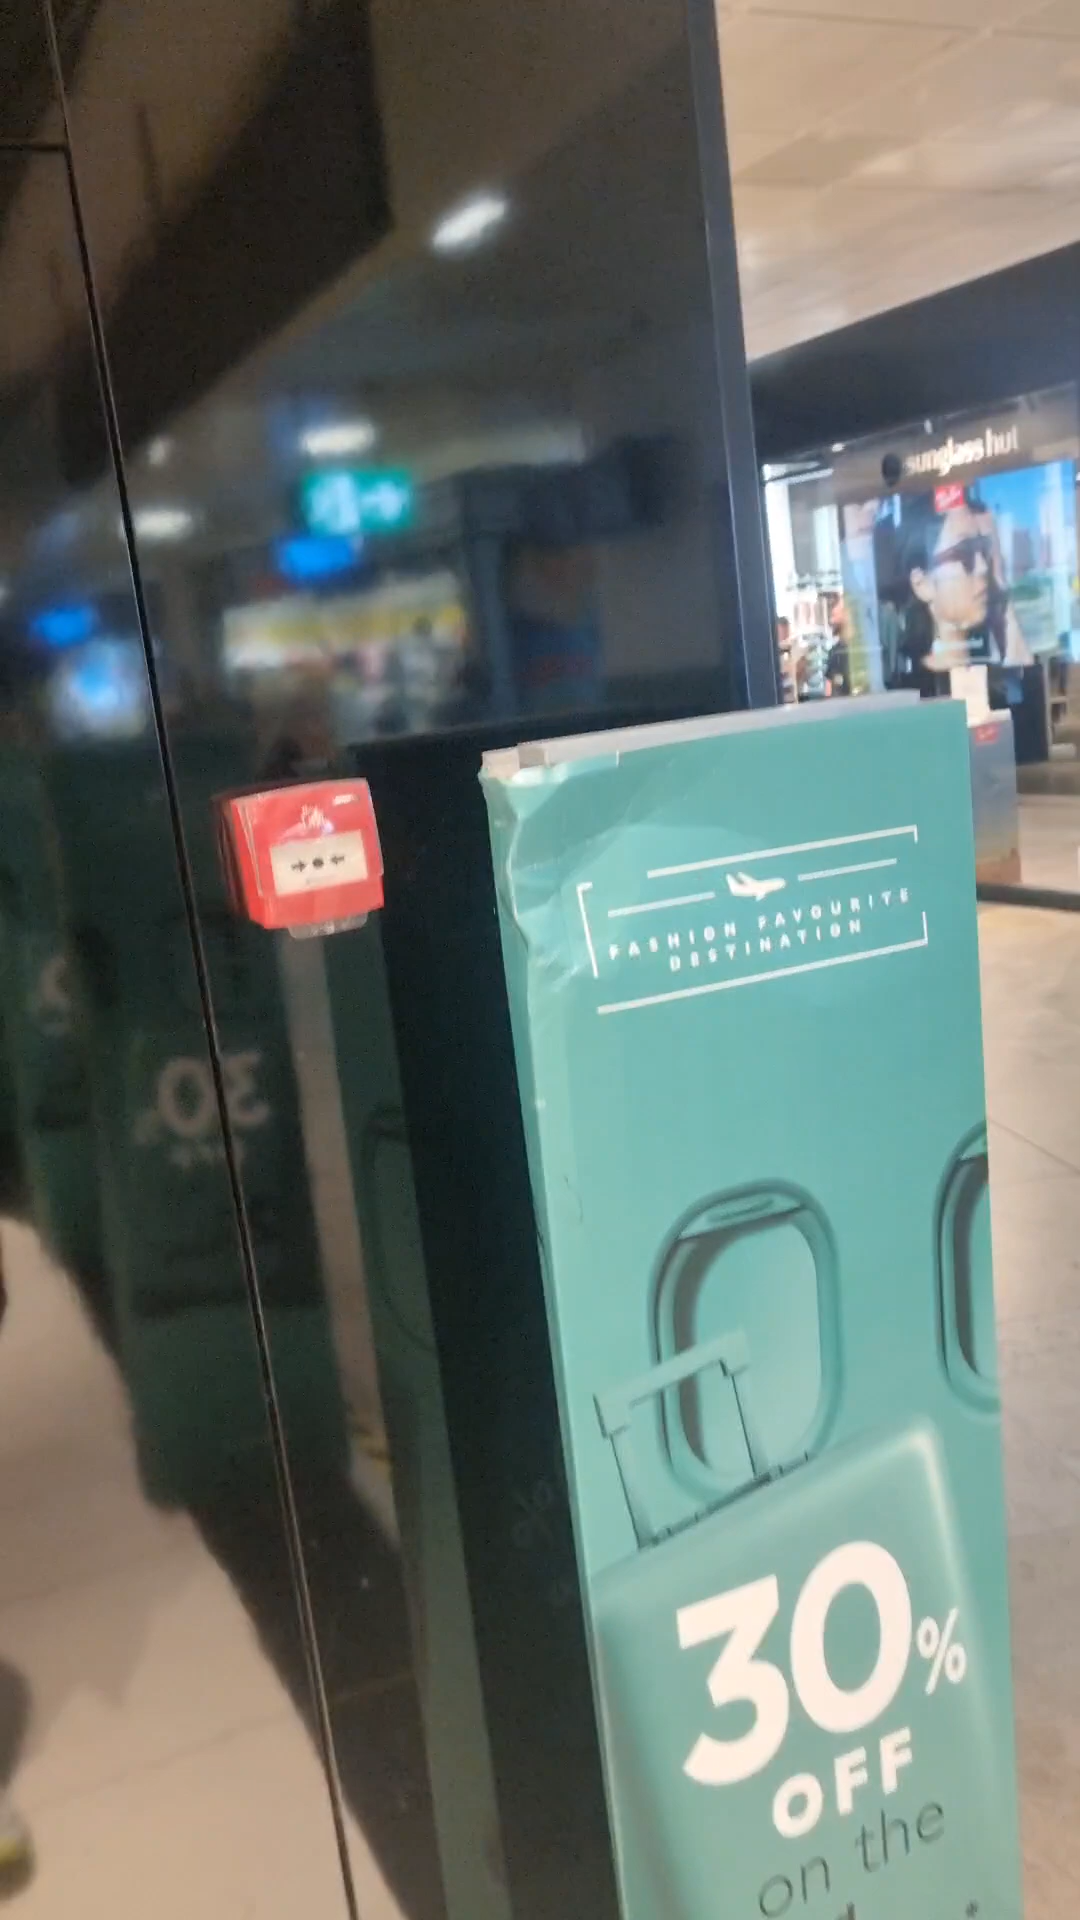 sunglass hut
FASHION FAVOURITE
DESTINATION
30%
OFF
on the